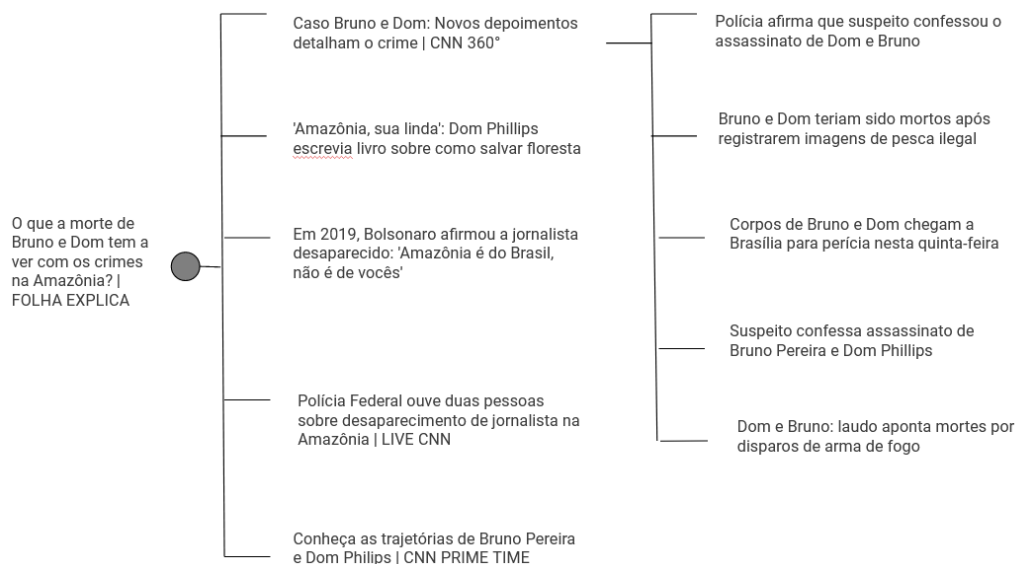 O que a morte de
Bruno e Dom tem a
ver com os crimes
na Amazônia? |
FOLHA EXPLICA
Caso Bruno e Dom: Novos depoimentos
detalham o crime | CNN 360°
'Amazônia, sua linda': Dom Phillips
escrevia livro sobre como salvar floresta
Em 2019, Bolsonaro afirmou a jornalista
desaparecido: 'Amazônia é do Brasil,
não é de vocês'
Polícia Federal ouve duas pessoas
sobre desaparecimento de jornalista na
Amazônia | LIVE CNN
Conheça as trajetórias de Bruno Pereira
e Dom Philips | CNN PRIME TIME
Polícia afirma que suspeito confessou o
assassinato de Dom e Bruno
Bruno e Dom teriam sido mortos após
registrarem imagens de pesca ilegal
Corpos de Bruno e Dom chegam a
Brasília para perícia nesta quinta-feira
Suspeito confessa assassinato de
Bruno Pereira e Dom Phillips
Dom e Bruno: laudo aponta mortes por
disparos de arma de fogo